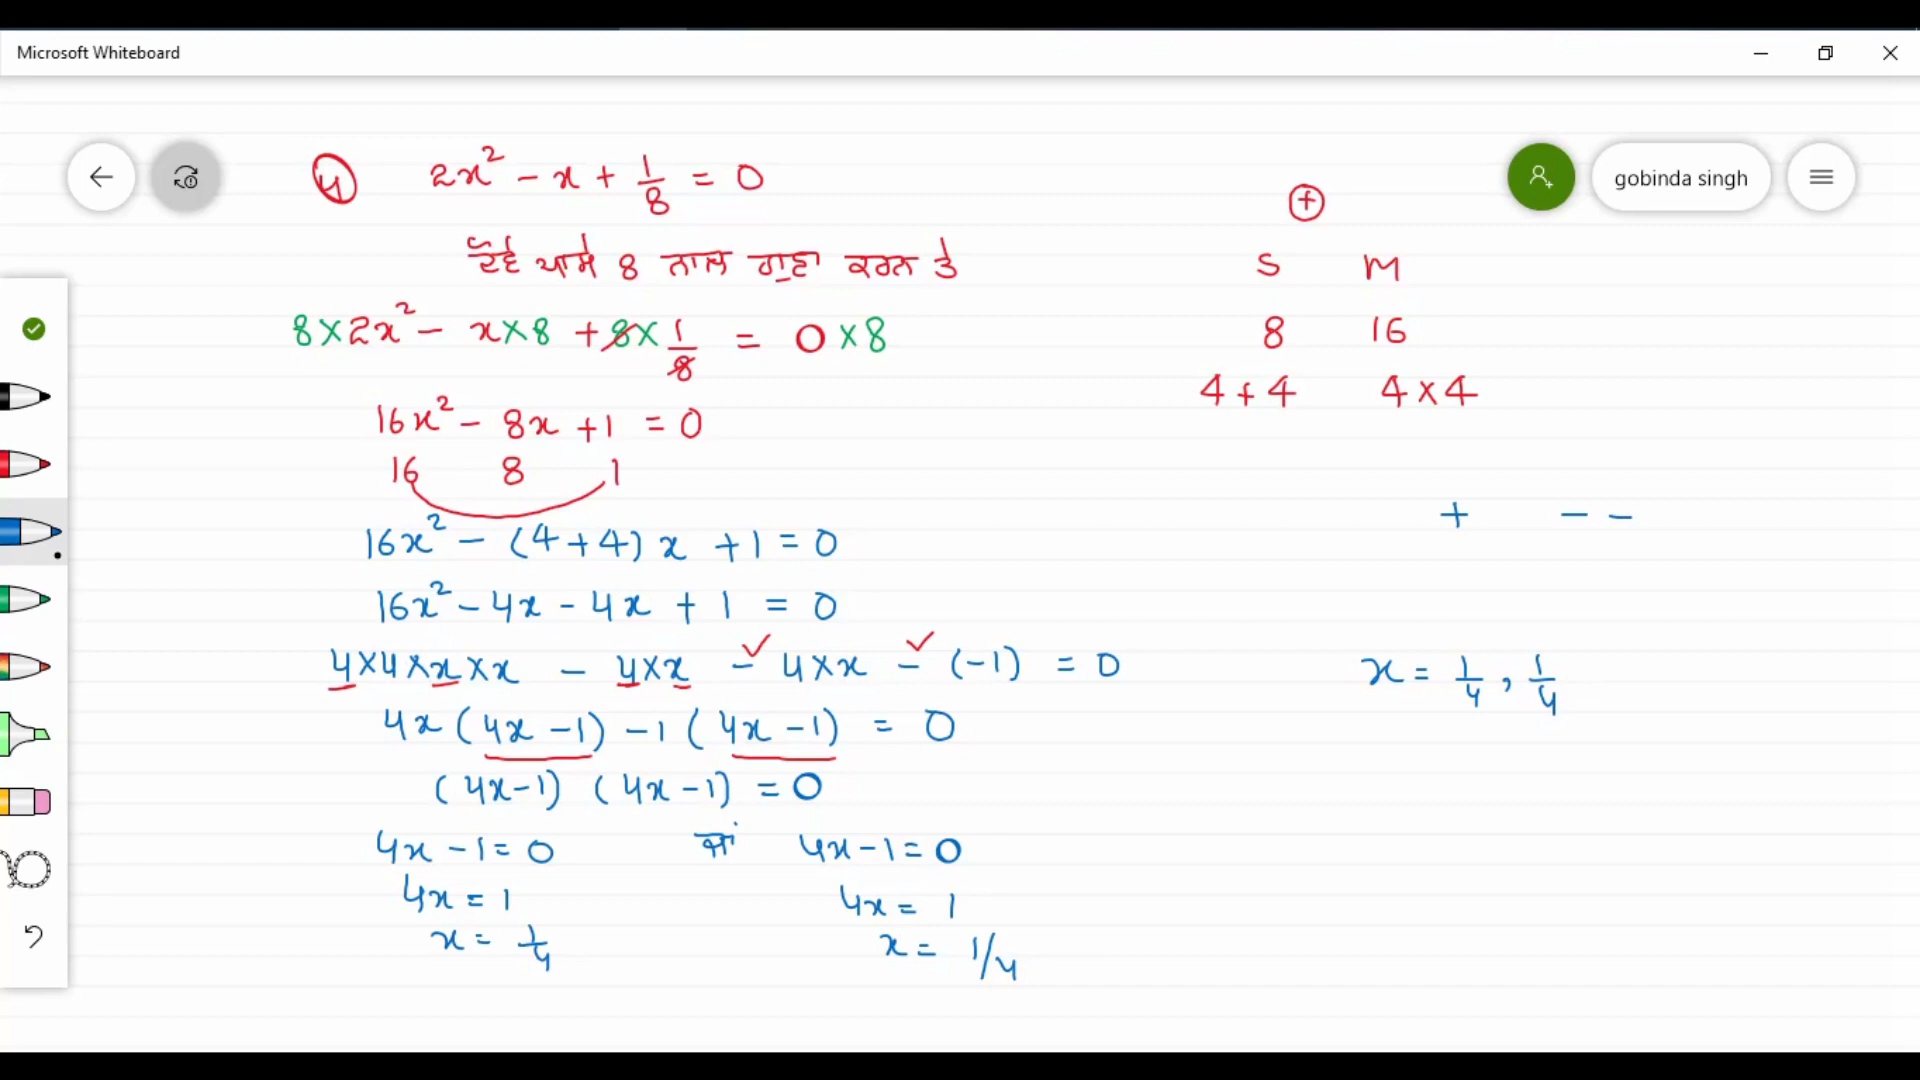 Microsoft Whiteboard
gobinda singh
4 2x² - x + 1/8 = 0
ਦੋਵੇਂ ਪਾਸੇ 8 ਨਾਲ ਗੁਣਾ ਕਰਨ ਤੇ
8×2x² - x×8 + 8×1/8 = 0×8
16x² - 8x + 1 = 0
16 8 1
16x² - (4+4)x + 1 = 0
16x² - 4x - 4x + 1 = 0
4×4×x×x - 4×x - 4×x - (-1) = 0
4x(4x-1) -1(4x-1) = 0
(4x-1) (4x-1) = 0
4x-1=0 ਜਾਂ 4x-1=0
4x=1 4x=1
x=1/4 x=1/4
+
S M
8 16
4+4 4×4
+ - -
x = 1/4, 1/4